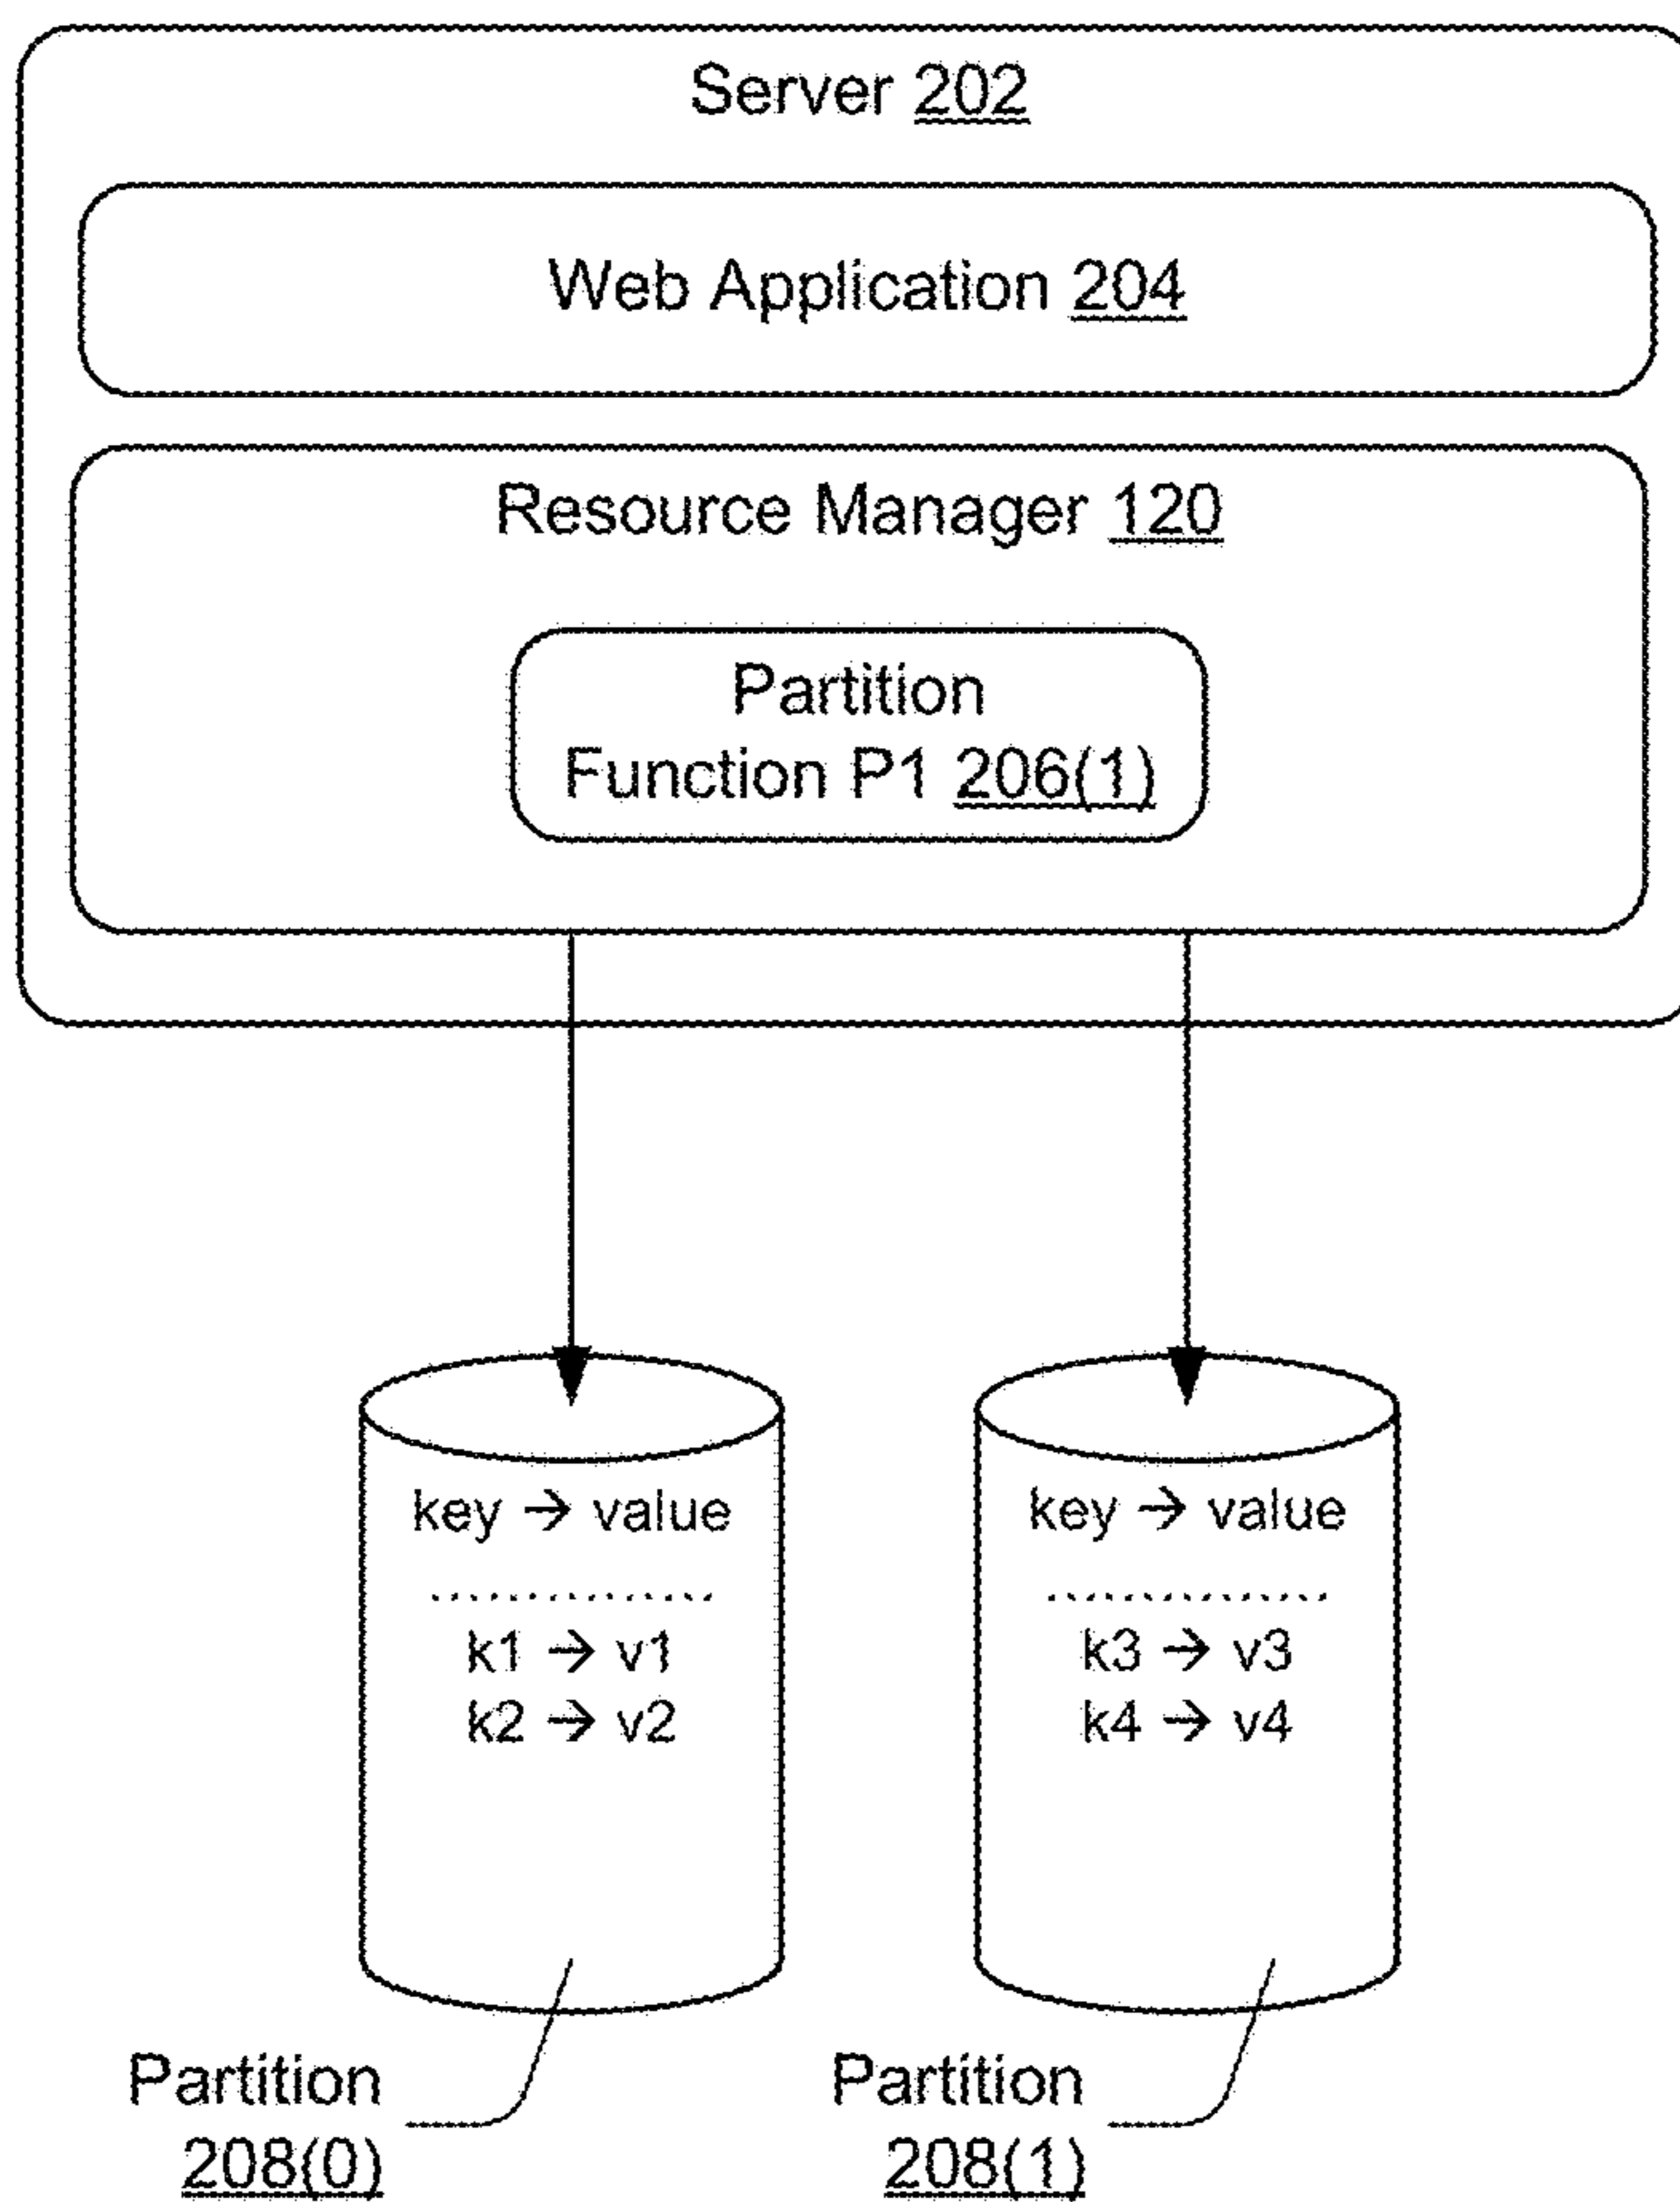 Server 202
Web Application 204
Resource Manager 120
Partition
Function P1 206(1)
key → value
k1 → v1
k2 → v2
key → value
k3 → v3
k4 → v4
Partition
208(0)
Partition
208(1)